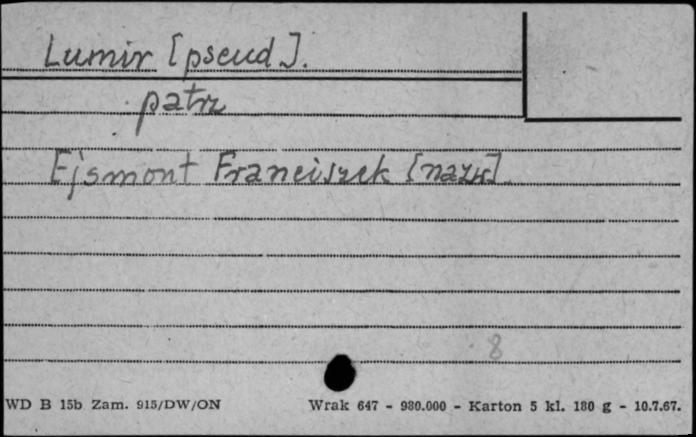 Lumir [pseud].
patrz
Ejsmont Franciszek [nazw]
8
WD B 15b Zam. 915/DW/ON Wrak 647 - 980.000 - Karton 5 kl. 180 g - 10.7.67.